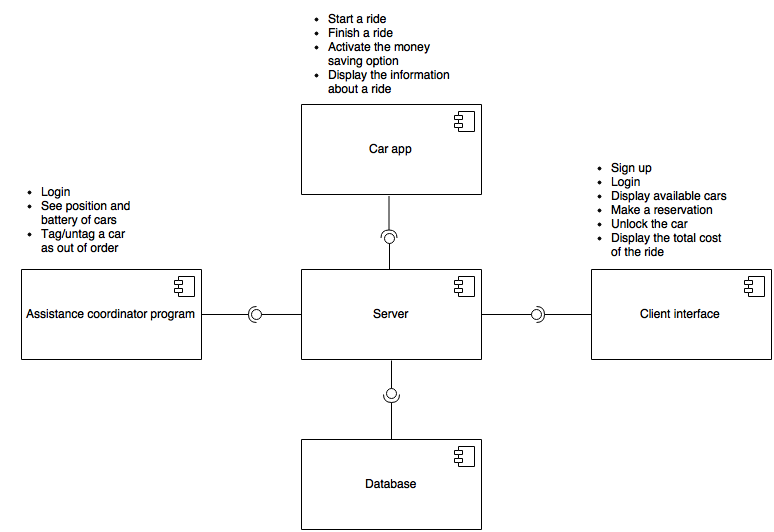 • Start a ride
• Finish a ride
• Activate the money
saving option
• Display the information
about a ride
Car app
• Sign up
• Login
• Display available cars
• Make a reservation
• Unlock the car
• Display the total cost
of the ride
• Login
• See position and
battery of cars
• Tag/untag a car
as out of order
Assistance coordinator program
Server
Client interface
Database